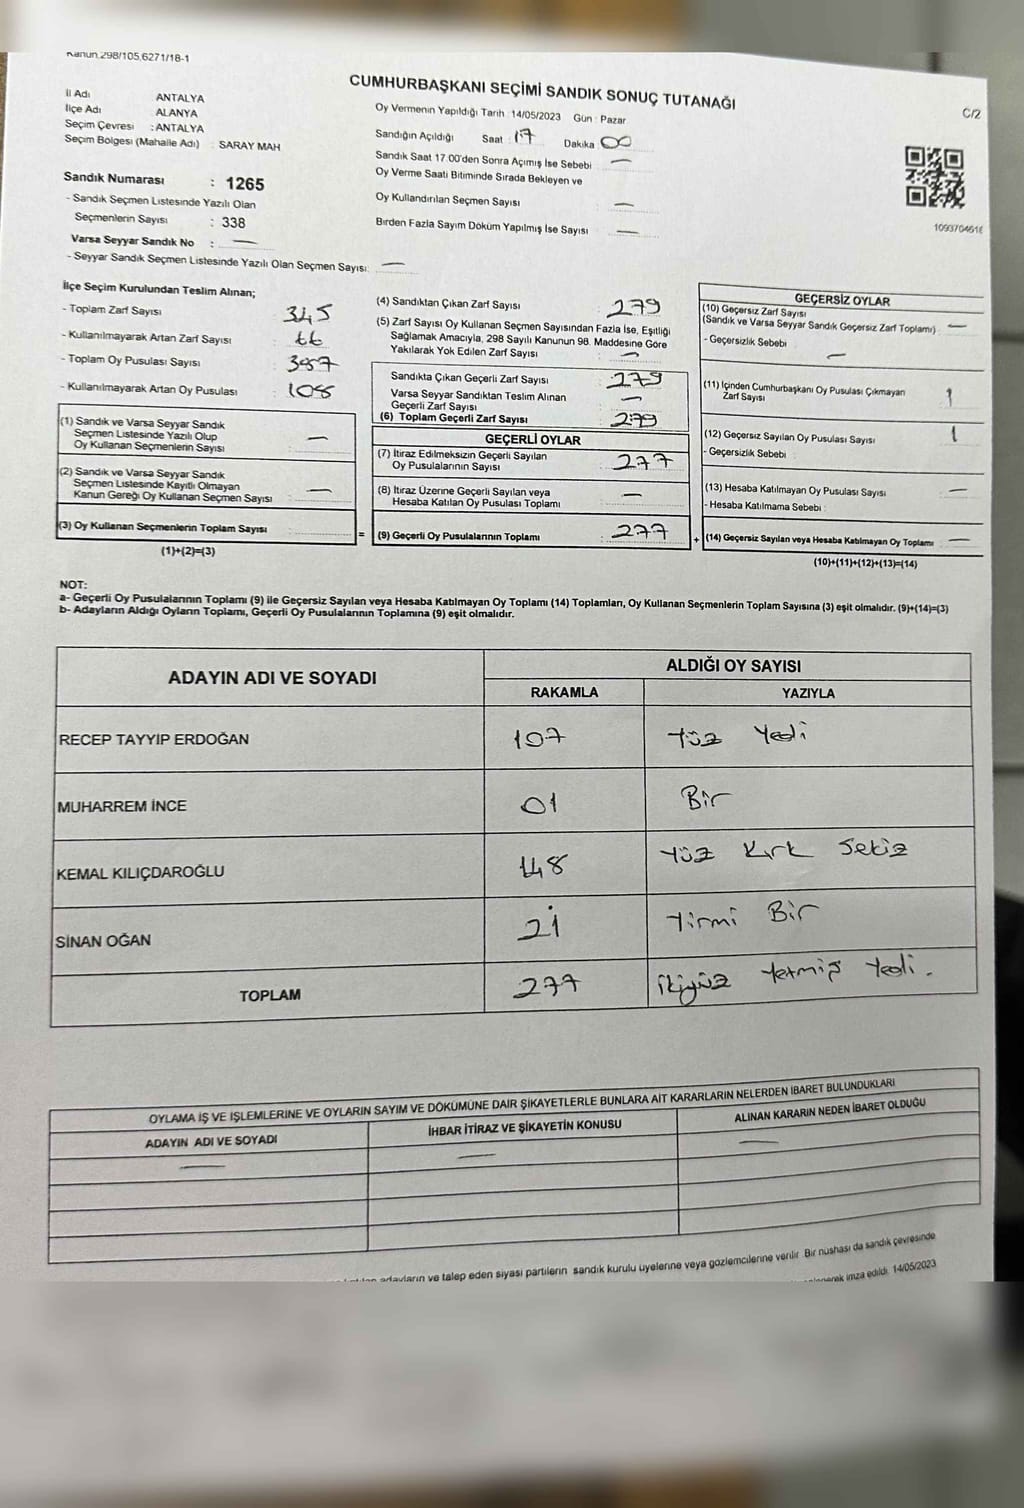 Kanun.298/105,6271/18-1
CUMHURBAŞKANI SEÇİMİ SANDIK SONUÇ TUTANAĞI
C/2
İl Adı ANTALYA
İlçe Adı ALANYA
Seçim Çevresi : ANTALYA
Seçim Bölgesi (Mahalle Adı) : SARAY MAH
Oy Vermenin Yapıldığı Tarih : 14/05/2023 Gün : Pazar
Sandığın Açıldığı Saat : 17 Dakika : 00
Sandık Saat 17.00'den Sonra Açımış İse Sebebi : —
Oy Verme Saati Bitiminde Sırada Bekleyen ve
Oy Kullandırılan Seçmen Sayısı : —
Birden Fazla Sayım Döküm Yapılmış İse Sayısı : —
1093704616
Sandık Numarası : 1265
- Sandık Seçmen Listesinde Yazılı Olan
Seçmenlerin Sayısı : 338
Varsa Seyyar Sandık No : —
- Seyyar Sandık Seçmen Listesinde Yazılı Olan Seçmen Sayısı: —
İlçe Seçim Kurulundan Teslim Alınan;
- Toplam Zarf Sayısı : 345
- Kullanılmayarak Artan Zarf Sayısı : 66
- Toplam Oy Pusulası Sayısı : 387
- Kullanılmayarak Artan Oy Pusulası : 108
(1) Sandık ve Varsa Seyyar Sandık
Seçmen Listesinde Yazılı Olup
Oy Kullanan Seçmenlerin Sayısı : —
(2) Sandık ve Varsa Seyyar Sandık
Seçmen Listesinde Kayıtlı Olmayan
Kanun Gereği Oy Kullanan Seçmen Sayısı : —
(3) Oy Kullanan Seçmenlerin Toplam Sayısı :
(1)+(2)=(3)
=
(4) Sandıktan Çıkan Zarf Sayısı : 279
(5) Zarf Sayısı Oy Kullanan Seçmen Sayısından Fazla İse, Eşitliği
Sağlamak Amacıyla, 298 Sayılı Kanunun 98. Maddesine Göre
Yakılarak Yok Edilen Zarf Sayısı : —
Sandıkta Çıkan Geçerli Zarf Sayısı : 279
Varsa Seyyar Sandıktan Teslim Alınan
Geçerli Zarf Sayısı : —
(6) Toplam Geçerli Zarf Sayısı : 279
GEÇERLİ OYLAR
(7) İtiraz Edilmeksizin Geçerli Sayılan
Oy Pusulalarının Sayısı : 277
(8) İtiraz Üzerine Geçerli Sayılan veya
Hesaba Katılan Oy Pusulası Toplamı : —
(9) Geçerli Oy Pusulalarının Toplamı : 277
+
GEÇERSİZ OYLAR
(10) Geçersiz Zarf Sayısı
(Sandık ve Varsa Seyyar Sandık Geçersiz Zarf Toplamı) : —
- Geçersizlik Sebebi : —
(11) İçinden Cumhurbaşkanı Oy Pusulası Çıkmayan
Zarf Sayısı : 1
(12) Geçersiz Sayılan Oy Pusulası Sayısı : 1
- Geçersizlik Sebebi :
(13) Hesaba Katılmayan Oy Pusulası Sayısı : —
- Hesaba Katılmama Sebebi :
(14) Geçersiz Sayılan veya Hesaba Katılmayan Oy Toplamı : —
(10)+(11)+(12)+(13)=(14)
NOT:
a- Geçerli Oy Pusulalarının Toplamı (9) ile Geçersiz Sayılan veya Hesaba Katılmayan Oy Toplamı (14) Toplamları, Oy Kullanan Seçmenlerin Toplam Sayısına (3) eşit olmalıdır. (9)+(14)=(3)
b- Adayların Aldığı Oyların Toplamı, Geçerli Oy Pusulalarının Toplamına (9) eşit olmalıdır.
ADAYIN ADI VE SOYADI ALDIĞI OY SAYISI
RAKAMLA YAZIYLA
RECEP TAYYİP ERDOĞAN 107 Yüz Yedi
MUHARREM İNCE 01 Bir
KEMAL KILIÇDAROĞLU 148 Yüz Kırk Sekiz
SİNAN OĞAN 21 Yirmi Bir
TOPLAM 277 İkiyüz Yetmiş Yedi.
OYLAMA İŞ VE İŞLEMLERİNE VE OYLARIN SAYIM VE DÖKÜMÜNE DAİR ŞİKAYETLERLE BUNLARA AİT KARARLARIN NELERDEN İBARET BULUNDUKLARI
ADAYIN ADI VE SOYADI İHBAR İTİRAZ VE ŞİKAYETİN KONUSU ALINAN KARARIN NEDEN İBARET OLDUĞU
— — —
adayların ve talep eden siyasi partilerin sandık kurulu üyelerine veya gözlemcilerine verilir. Bir nüshası da sandık çevresinde
imza edildi. 14/05/2023